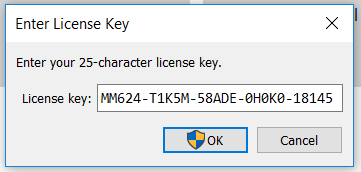 Enter License Key
Enter your 25-character license key.
License key: MM624-T1K5M-58ADE-0H0K0-18145
OK Cancel